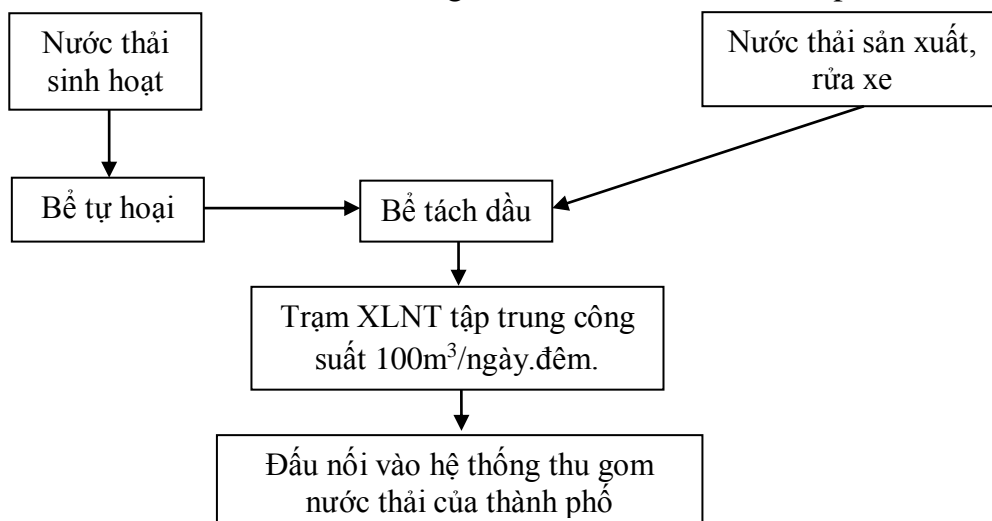 Nước thải
sinh hoạt
Nước thải sản xuất,
rửa xe
Bể tự hoại
Bể tách dầu
Trạm XLNT tập trung công
suất 100m³/ngày.đêm.
Đấu nối vào hệ thống thu gom
nước thải của thành phố